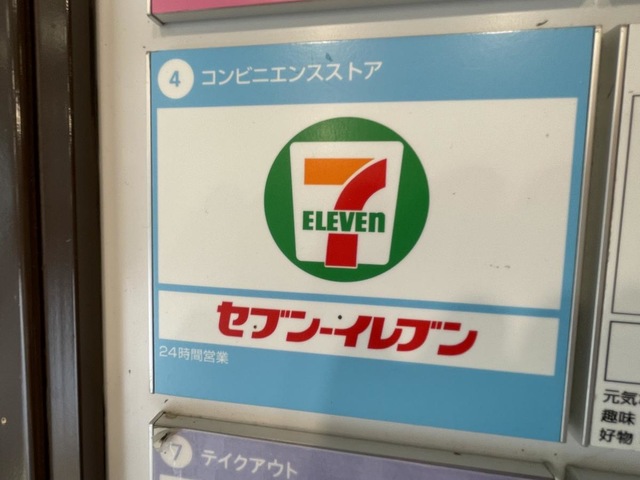 4 コンビニエンスストア
7
ELEVEn
セブン-イレブン
24時間営業
元気
趣味
好物
7 テイクアウト